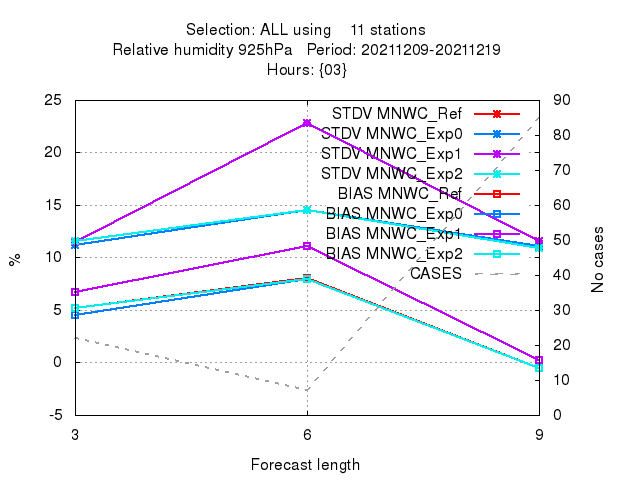 Selection: ALL using 11 stations
Relative humidity 925hPa Period: 20211209-20211219
Hours: {03}
25 90
STDV MNWC_Ref
80
STDV MNWC_Exp0
20 STDV MNWC_Exp1
70
STDV MNWC_Exp2
BIAS MNWC_Ref
60
15 BIAS MNWC_Exp0
BIAS MNWC_Exp1
50
BIAS MNWC_Exp2
10
CASES 40
% No cases
5 30
0 20
10
-5 0
3 6 9
Forecast length